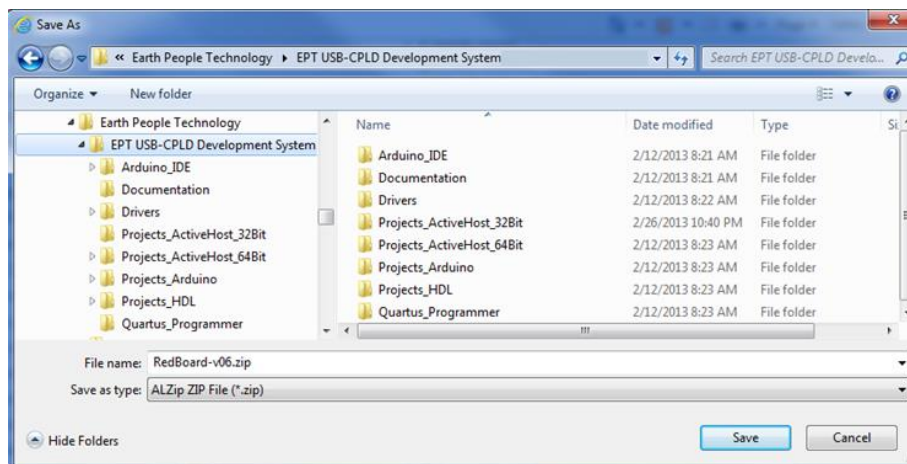 Save As
« Earth People Technology ▸ EPT USB-CPLD Development System
Search EPT USB-CPLD Develo...
Organize New folder
Earth People Technology
EPT USB-CPLD Development System
Arduino_IDE
Documentation
Drivers
Projects_ActiveHost_32Bit
Projects_ActiveHost_64Bit
Projects_Arduino
Projects_HDL
Quartus_Programmer
Name Date modified Type Si
Arduino_IDE 2/12/2013 8:21 AM File folder
Documentation 2/12/2013 8:21 AM File folder
Drivers 2/12/2013 8:22 AM File folder
Projects_ActiveHost_32Bit 2/26/2013 10:40 PM File folder
Projects_ActiveHost_64Bit 2/12/2013 8:23 AM File folder
Projects_Arduino 2/12/2013 8:23 AM File folder
Projects_HDL 2/12/2013 8:23 AM File folder
Quartus_Programmer 2/12/2013 8:23 AM File folder
File name: RedBoard-v06.zip
Save as type: ALZip ZIP File (*.zip)
Hide Folders Save Cancel